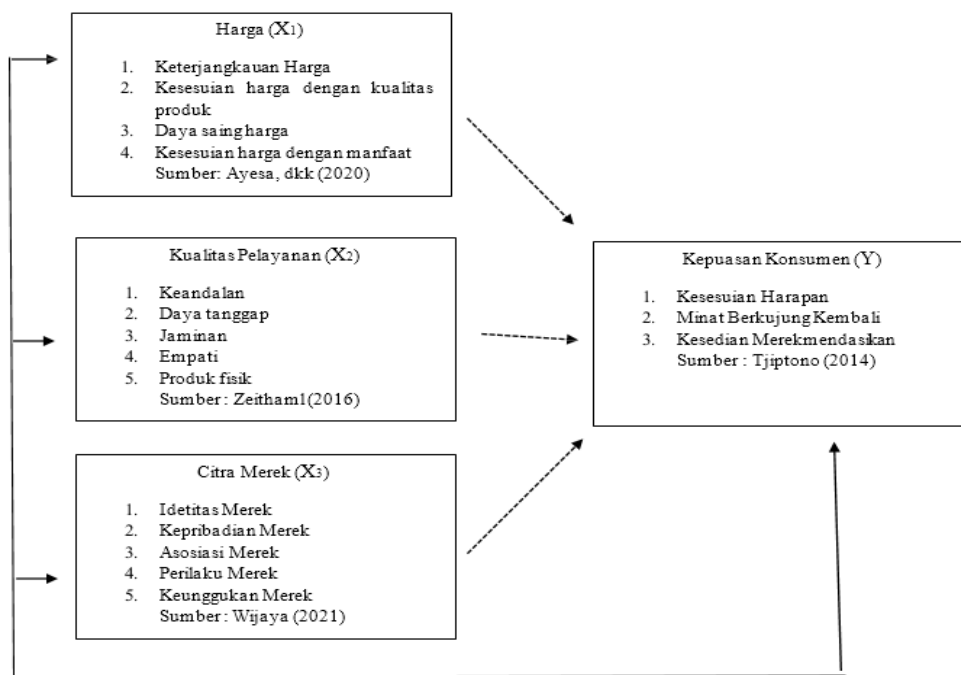 Harga (X1)
1. Keterjangkauan Harga
2. Kesesuian harga dengan kualitas
produk
3. Daya saing harga
4. Kesesuian harga dengan manfaat
Sumber: Ayesa, dkk (2020)
Kualitas Pelayanan (X2)
1. Keandalan
2. Daya tanggap
3. Jaminan
4. Empati
5. Produk fisik
Sumber : Zeitham1(2016)
Citra Merek (X3)
1. Idetitas Merek
2. Kepribadian Merek
3. Asosiasi Merek
4. Perilaku Merek
5. Keunggukan Merek
Sumber : Wijaya (2021)
Kepuasan Konsumen (Y)
1. Kesesuian Harapan
2. Minat Berkujung Kembali
3. Kesedian Merekmendasikan
Sumber : Tjiptono (2014)